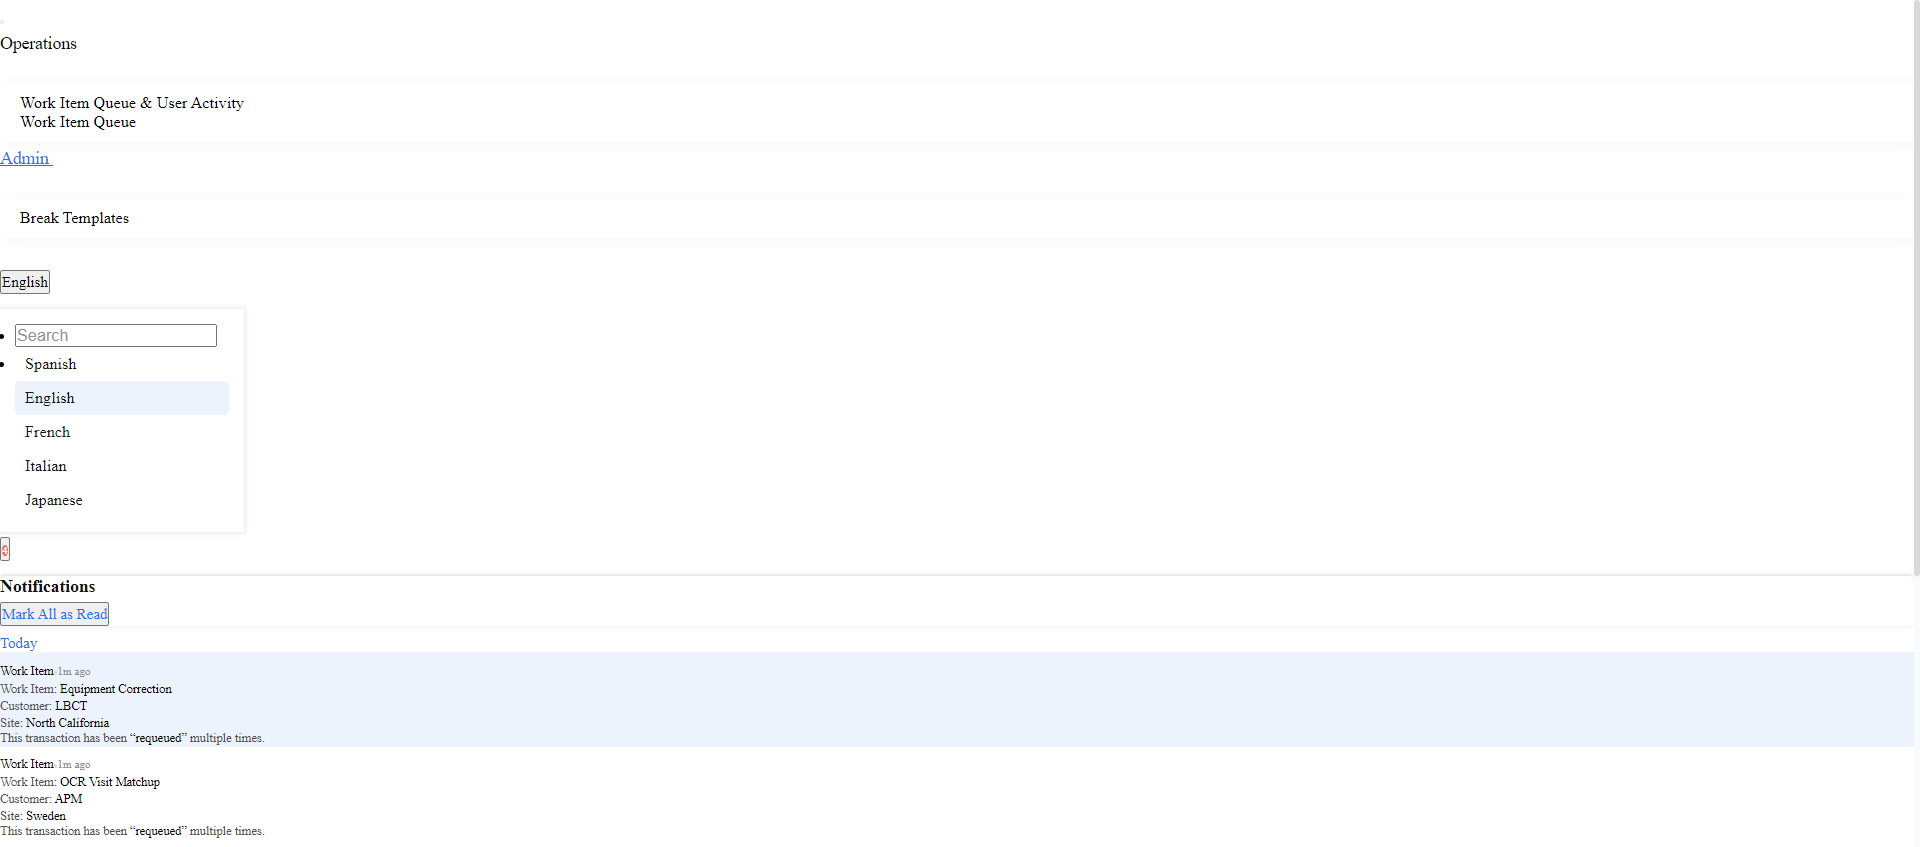 Operations
Work Item Queue & User Activity
Work Item Queue
Admin
Break Templates
English
Search
Spanish
English
French
Italian
Japanese
4
Notifications
Mark All as Read
Today
Work Item 1m ago
Work Item: Equipment Correction
Customer: LBCT
Site: North California
This transaction has been “requeued” multiple times.
Work Item 1m ago
Work Item: OCR Visit Matchup
Customer: APM
Site: Sweden
This transaction has been “requeued” multiple times.